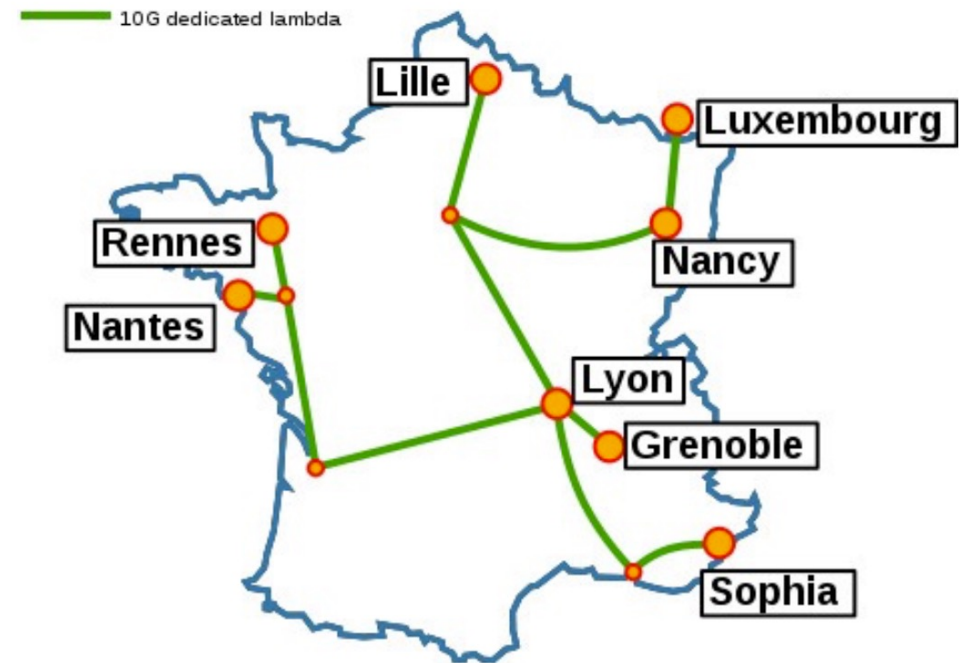 10G dedicated lambda
Lille
Luxembourg
Rennes
Nancy
Nantes
Lyon
Grenoble
Sophia